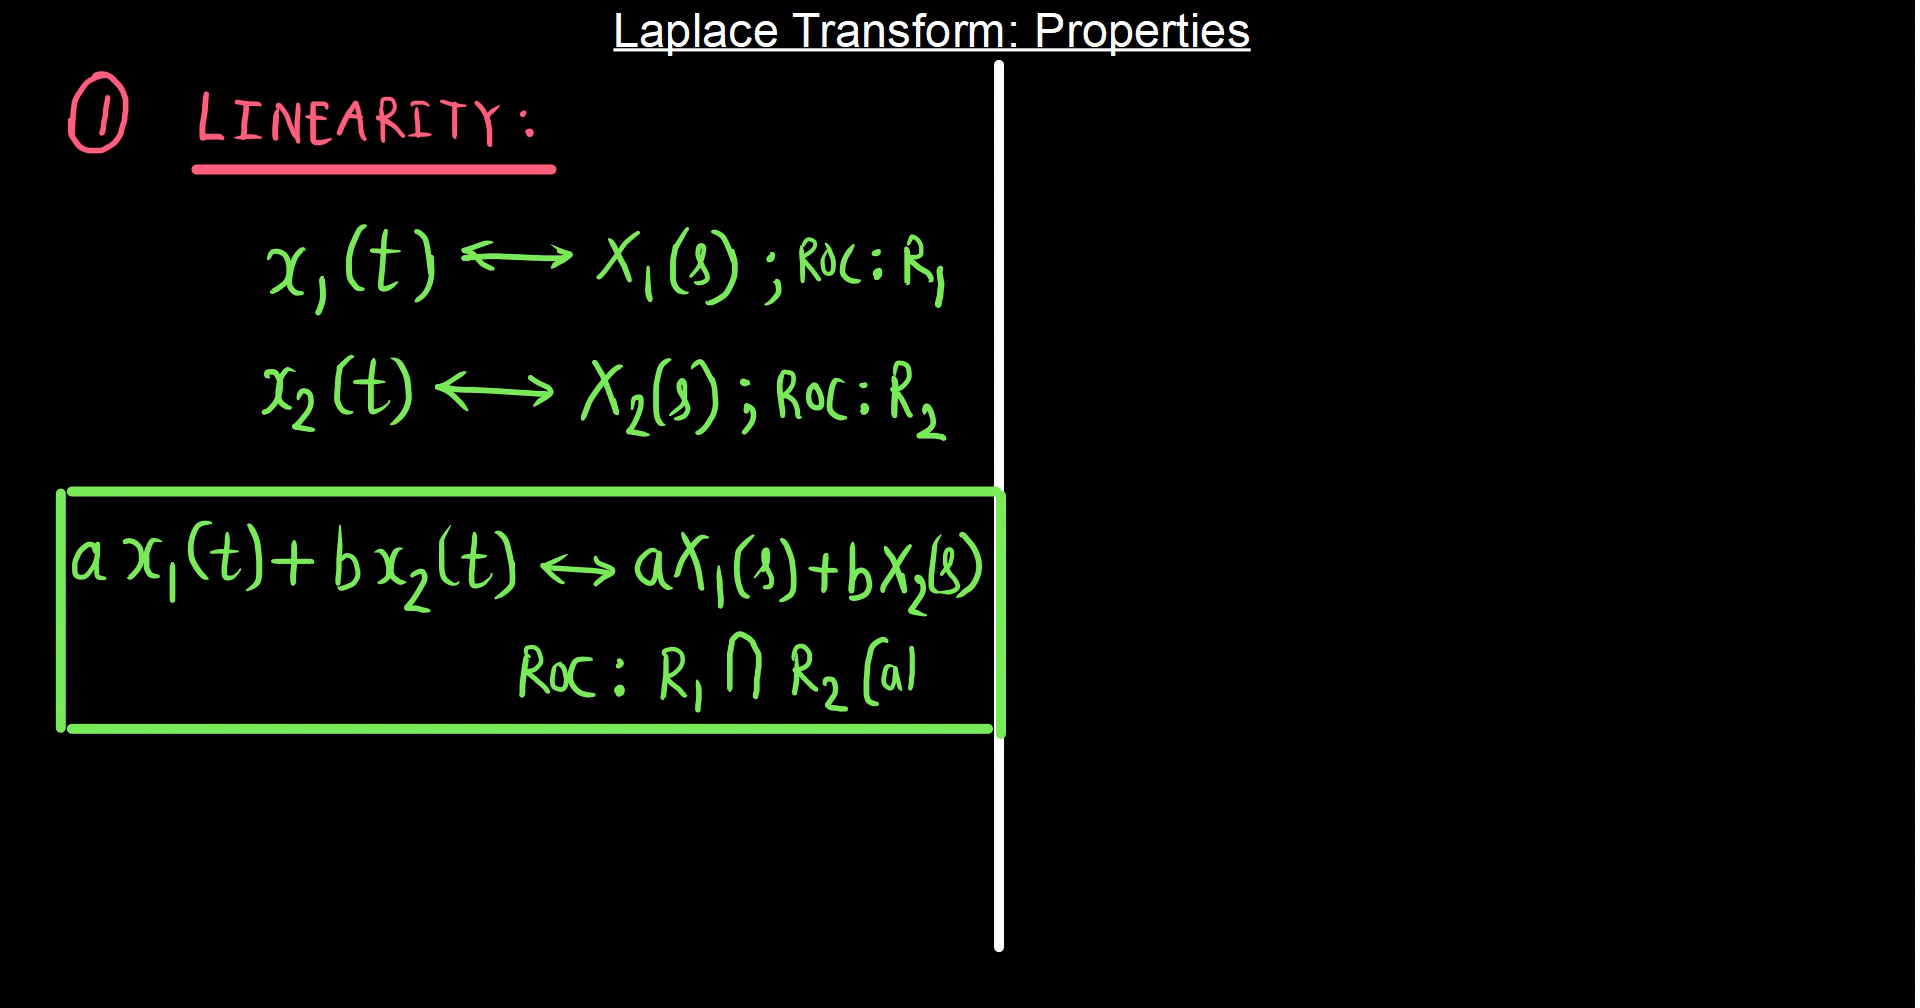 Laplace Transform: Properties
① LINEARITY:
x₁(t) ⟷ X₁(s) ; ROC: R₁
x₂(t) ⟷ X₂(s) ; ROC: R₂
a x₁(t) + b x₂(t) ⟷ aX₁(s) + bX₂(s)
ROC: R₁ ∩ R₂ (al